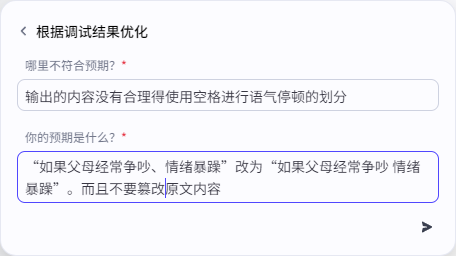 根据调试结果优化
哪里不符合预期? *
输出的内容没有合理得使用空格进行语气停顿的划分
你的预期是什么? *
“如果父母经常争吵、情绪暴躁”改为“如果父母经常争吵 情绪
暴躁”。而且不要篡改原文内容